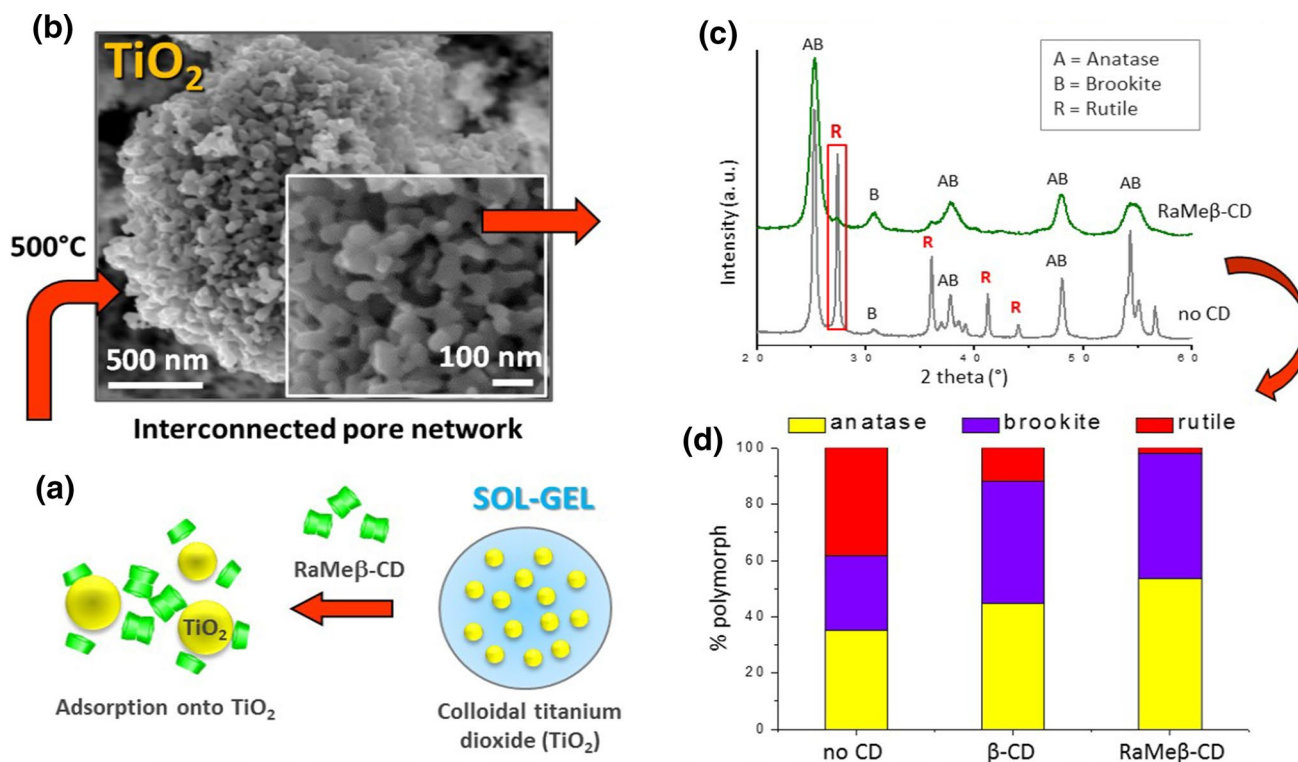 (b)
TiO₂
500°C
500 nm
100 nm
Interconnected pore network
(a)
SOL-GEL
RaMeβ-CD
TiO₂
Adsorption onto TiO₂
Colloidal titanium
dioxide (TiO₂)
(c)
A = Anatase
B = Brookite
R = Rutile
AB
R
B
AB
AB
AB
RaMeβ-CD
R
AB
R
R
AB
B
no CD
Intensity (a. u.)
20
30
40
50
60
2 theta (°)
(d)
anatase
brookite
rutile
100
80
60
40
20
0
% polymorph
no CD
β-CD
RaMeβ-CD